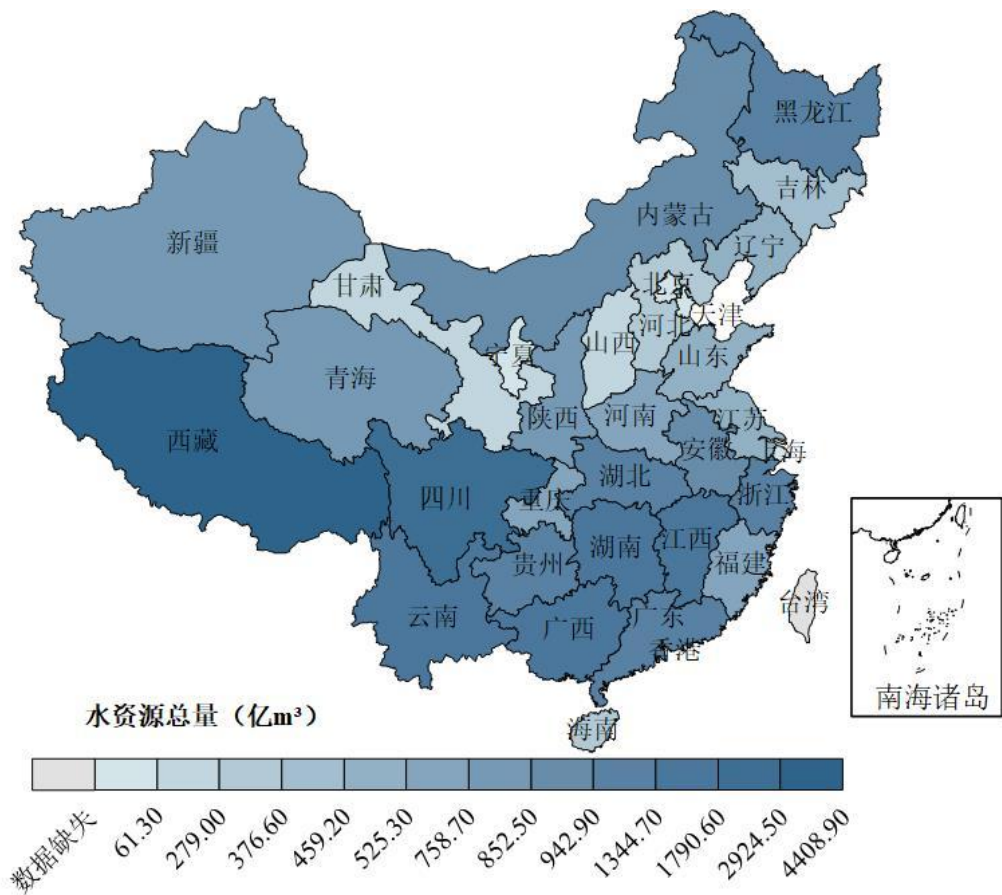 黑龙江
吉林
内蒙古
辽宁
新疆
甘肃
北京
天津
河北
山西
宁夏
山东
青海
陕西
河南
江苏
安徽
上海
西藏
湖北
四川
重庆
浙江
江西
湖南
贵州
福建
台湾
云南
广西
广东
香港
海南
南海诸岛
水资源总量（亿m³）
数据缺失
61.30
279.00
376.60
459.20
525.30
758.70
852.50
942.90
1344.70
1790.60
2924.50
4408.90